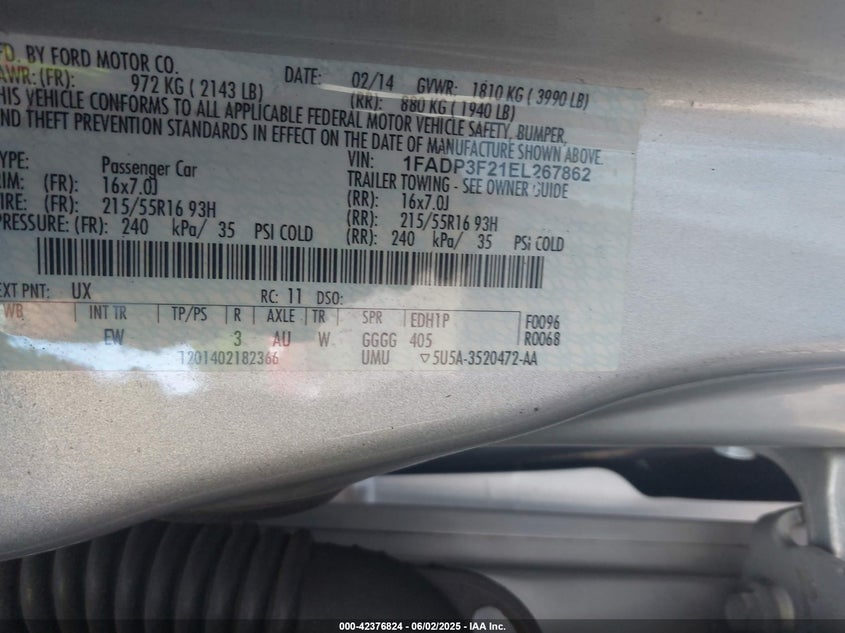 FD. BY FORD MOTOR CO.
DATE: 02/14 GVWR: 1810 KG ( 3990 LB)
AWR: (FR): 972 KG ( 2143 LB) (RR): 880 KG ( 1940 LB)
HIS VEHICLE CONFORMS TO ALL APPLICABLE FEDERAL MOTOR VEHICLE SAFETY, BUMPER,
ND THEFT PREVENTION STANDARDS IN EFFECT ON THE DATE OF MANUFACTURE SHOWN ABOVE.
VIN: 1FADP3F21EL267862
YPE: Passenger Car TRAILER TOWING - SEE OWNER GUIDE
RIM: (FR): 16x7.0J (RR): 16x7.0J
IRE: (FR): 215/55R16 93H (RR): 215/55R16 93H
PRESSURE: (FR): 240 kPa/ 35 PSI COLD (RR): 240 kPa/ 35 PSI COLD
EXT PNT: UX RC: 11 DSO:
WB INT TR TP/PS R AXLE TR SPR EDH1P F0096
EW 3 AU W GGGG 405 R0068
1201402182366 UMU ▽5U5A-3520472-AA
000-42376824 - 06/02/2025 - IAA Inc.